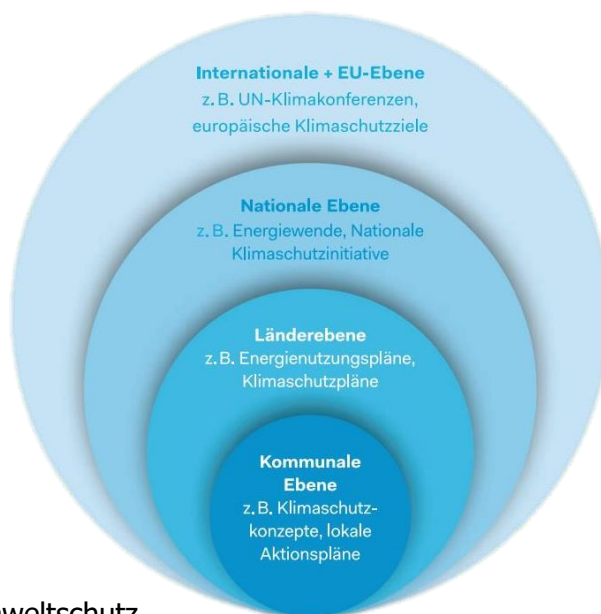 Internationale + EU-Ebene
z. B. UN-Klimakonferenzen,
europäische Klimaschutzziele
Nationale Ebene
z. B. Energiewende, Nationale
Klimaschutzinitiative
Länderebene
z. B. Energienutzungspläne,
Klimaschutzpläne
Kommunale
Ebene
z. B. Klimaschutz-
konzepte, lokale
Aktionspläne